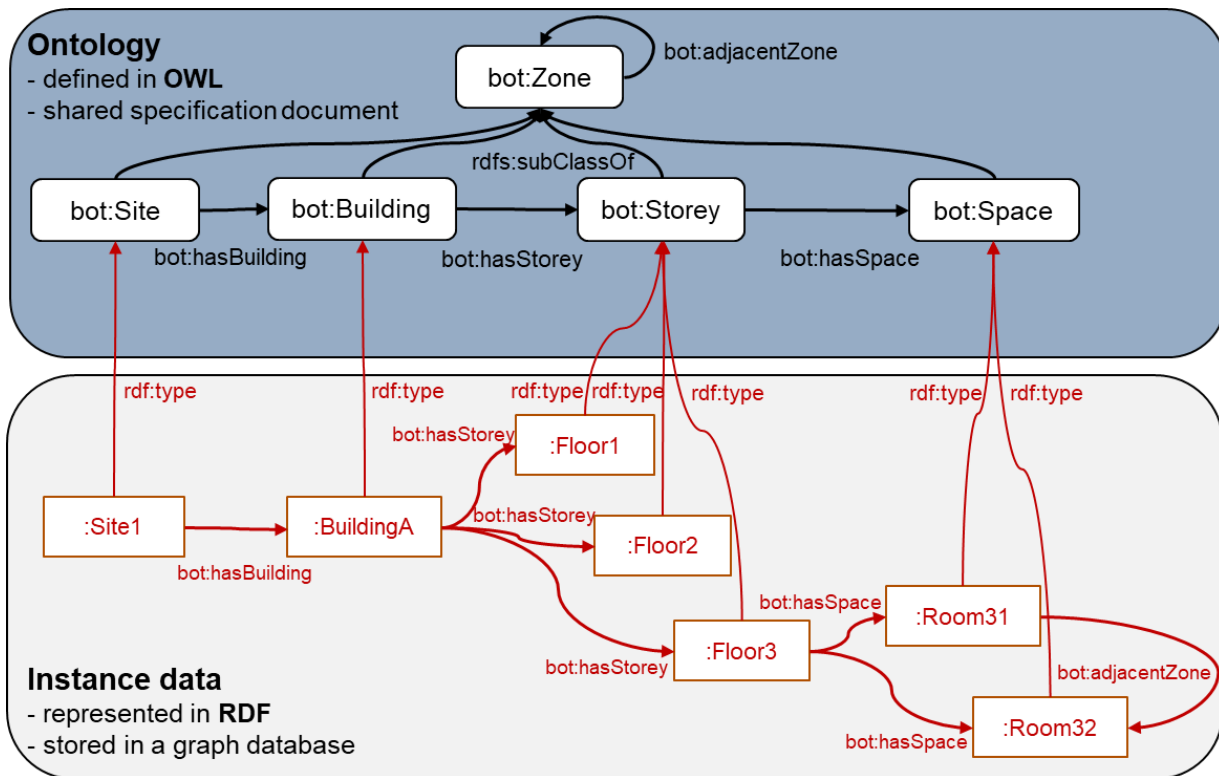 Ontology
- defined in OWL
- shared specification document
bot:Zone
bot:adjacentZone
rdfs:subClassOf
bot:Site
bot:Building
bot:Storey
bot:Space
bot:hasBuilding
bot:hasStorey
bot:hasSpace
rdf:type
rdf:type
rdf:type
rdf:type
rdf:type
rdf:type
rdf:type
bot:hasStorey
:Floor1
:Site1
:BuildingA
bot:hasStorey
:Floor2
bot:hasBuilding
bot:hasSpace
:Room31
:Floor3
bot:hasStorey
bot:adjacentZone
Instance data
- represented in RDF
- stored in a graph database
:Room32
bot:hasSpace